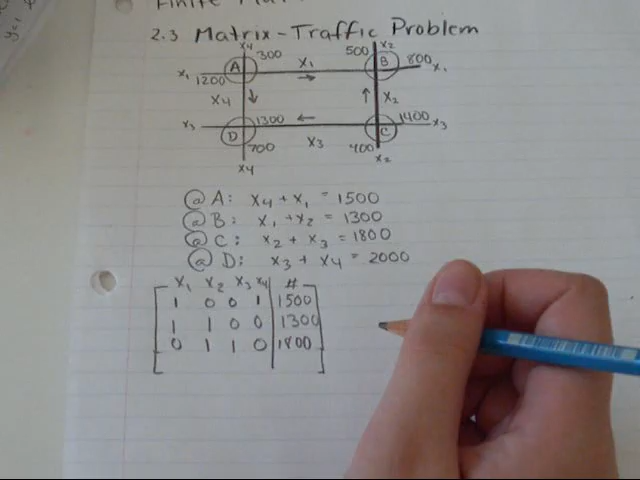 Finite
2.3 Matrix-Traffic Problem
x4 300 500 x2
A x1 B 800
x1 1200 x1
x4 x2
x3 1300 1400 x3
D x3 C
700 400
x4 x2
@A: x4 + x1 = 1500
@B: x1 + x2 = 1300
@C: x2 + x3 = 1800
@D: x3 + x4 = 2000
x1 x2 x3 x4 #
1 0 0 1 1500
1 1 0 0 1300
0 1 1 0 1800